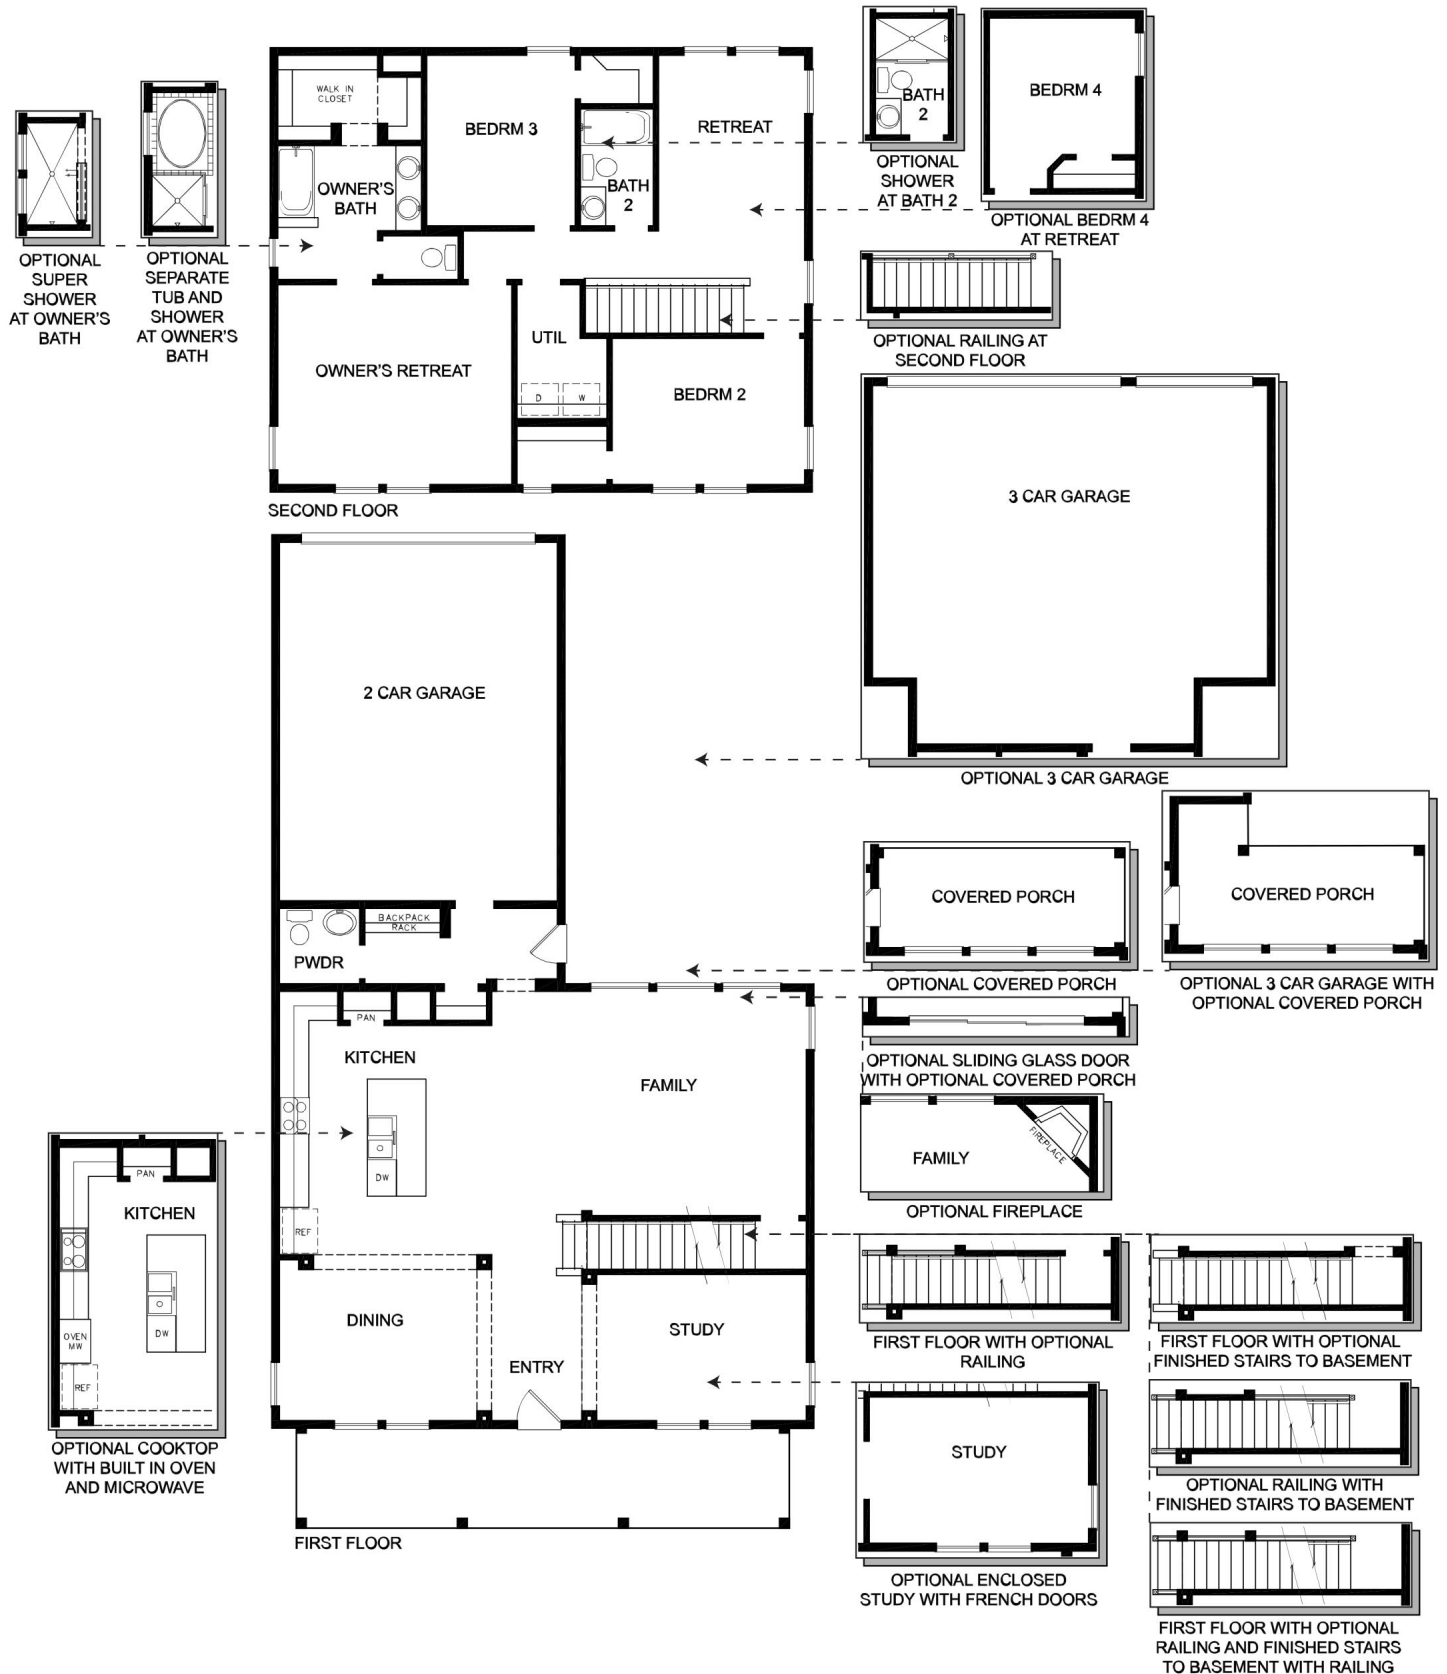 WALK IN
CLOSET
BEDRM 3
RETREAT
OWNER'S
BATH
BATH
2
UTIL
OWNER'S RETREAT
D
W
BEDRM 2
SECOND FLOOR
OPTIONAL
SUPER
SHOWER
AT OWNER'S
BATH
OPTIONAL
SEPARATE
TUB AND
SHOWER
AT OWNER'S
BATH
BATH
2
OPTIONAL
SHOWER
AT BATH 2
BEDRM 4
OPTIONAL BEDRM 4
AT RETREAT
OPTIONAL RAILING AT
SECOND FLOOR
3 CAR GARAGE
OPTIONAL 3 CAR GARAGE
2 CAR GARAGE
BACKPACK
RACK
PWDR
PAN
KITCHEN
FAMILY
DW
REF
DINING
STUDY
ENTRY
FIRST FLOOR
COVERED PORCH
OPTIONAL COVERED PORCH
COVERED PORCH
OPTIONAL 3 CAR GARAGE WITH
OPTIONAL COVERED PORCH
OPTIONAL SLIDING GLASS DOOR
WITH OPTIONAL COVERED PORCH
FIREPLACE
FAMILY
OPTIONAL FIREPLACE
PAN
KITCHEN
OVEN
MW
DW
REF
OPTIONAL COOKTOP
WITH BUILT IN OVEN
AND MICROWAVE
FIRST FLOOR WITH OPTIONAL
RAILING
FIRST FLOOR WITH OPTIONAL
FINISHED STAIRS TO BASEMENT
STUDY
OPTIONAL ENCLOSED
STUDY WITH FRENCH DOORS
OPTIONAL RAILING WITH
FINISHED STAIRS TO BASEMENT
FIRST FLOOR WITH OPTIONAL
RAILING AND FINISHED STAIRS
TO BASEMENT WITH RAILING